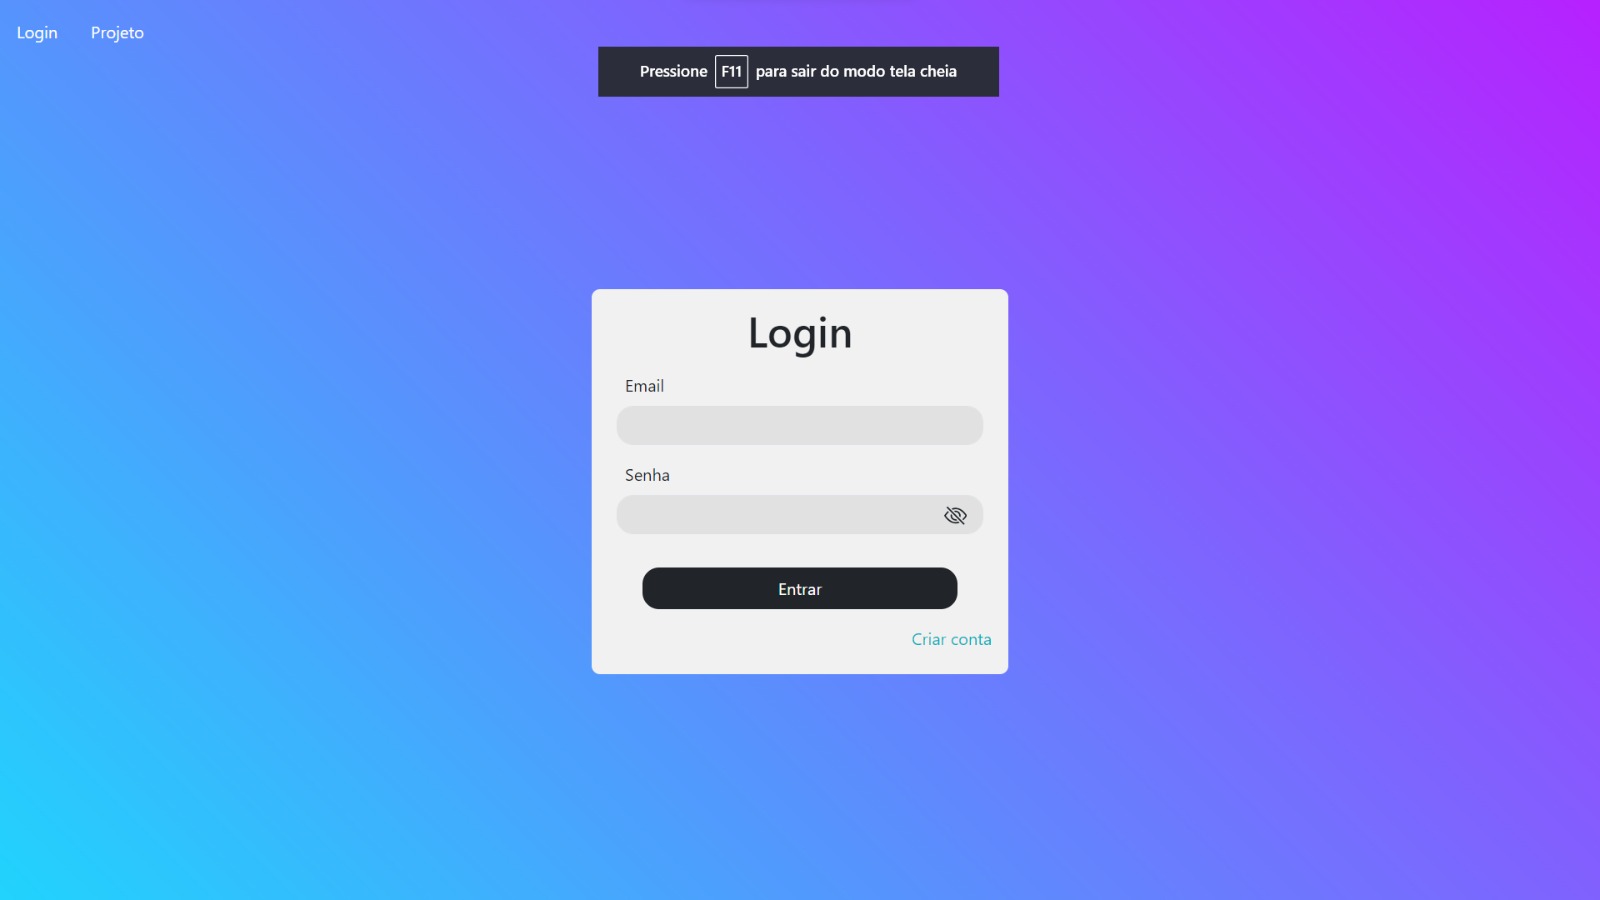 Login Projeto
Pressione F11 para sair do modo tela cheia
Login
Email
Senha
Entrar
Criar conta